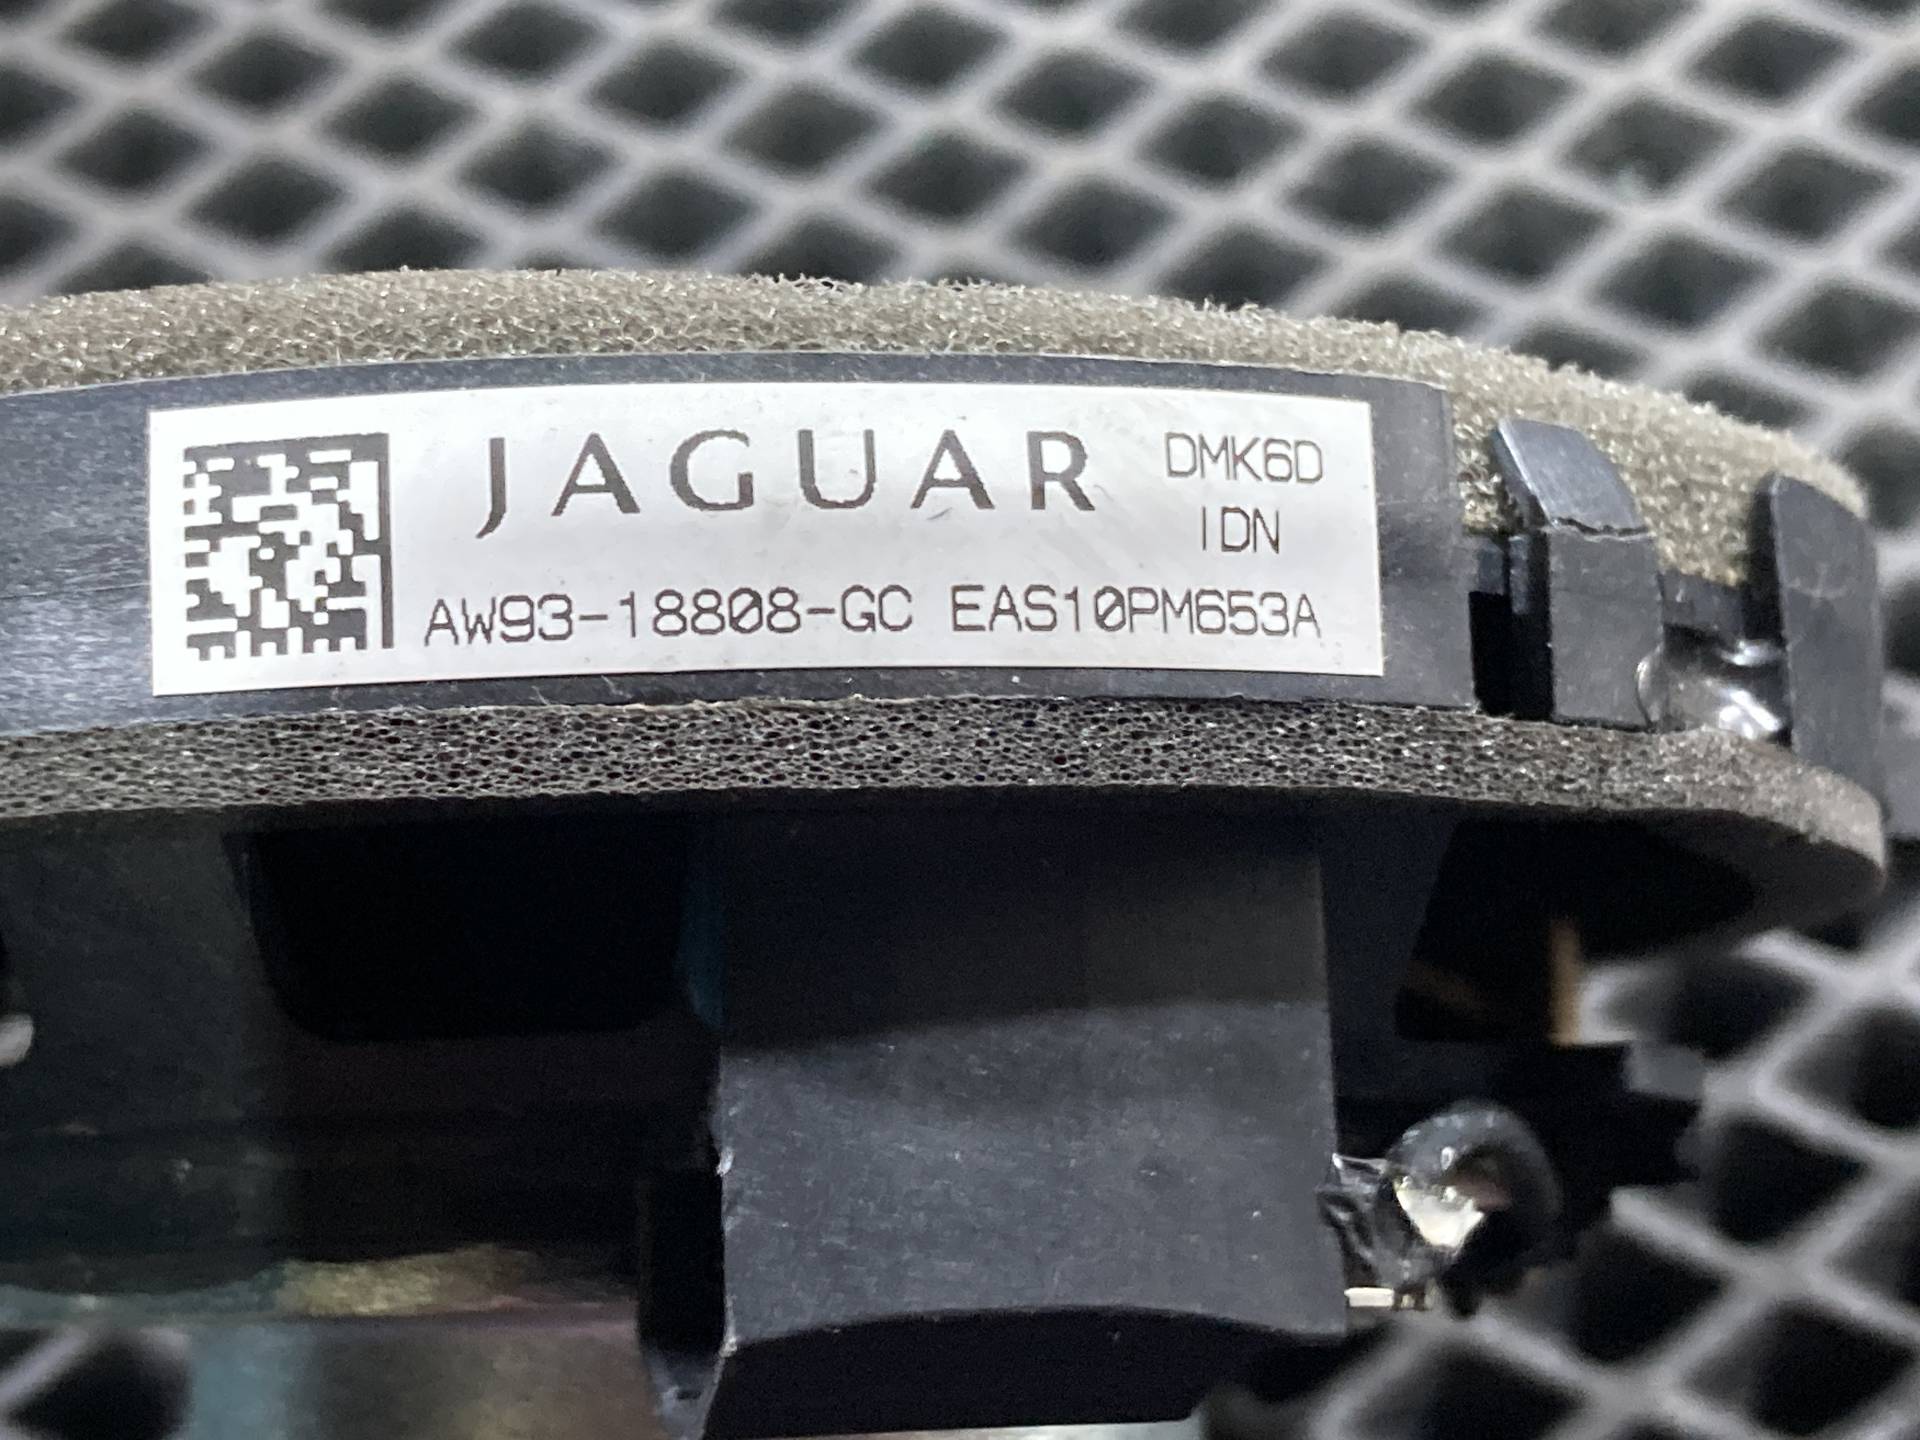 JAGUAR
DMK6D
IDN
AW93-18808-GC EAS10PM653A